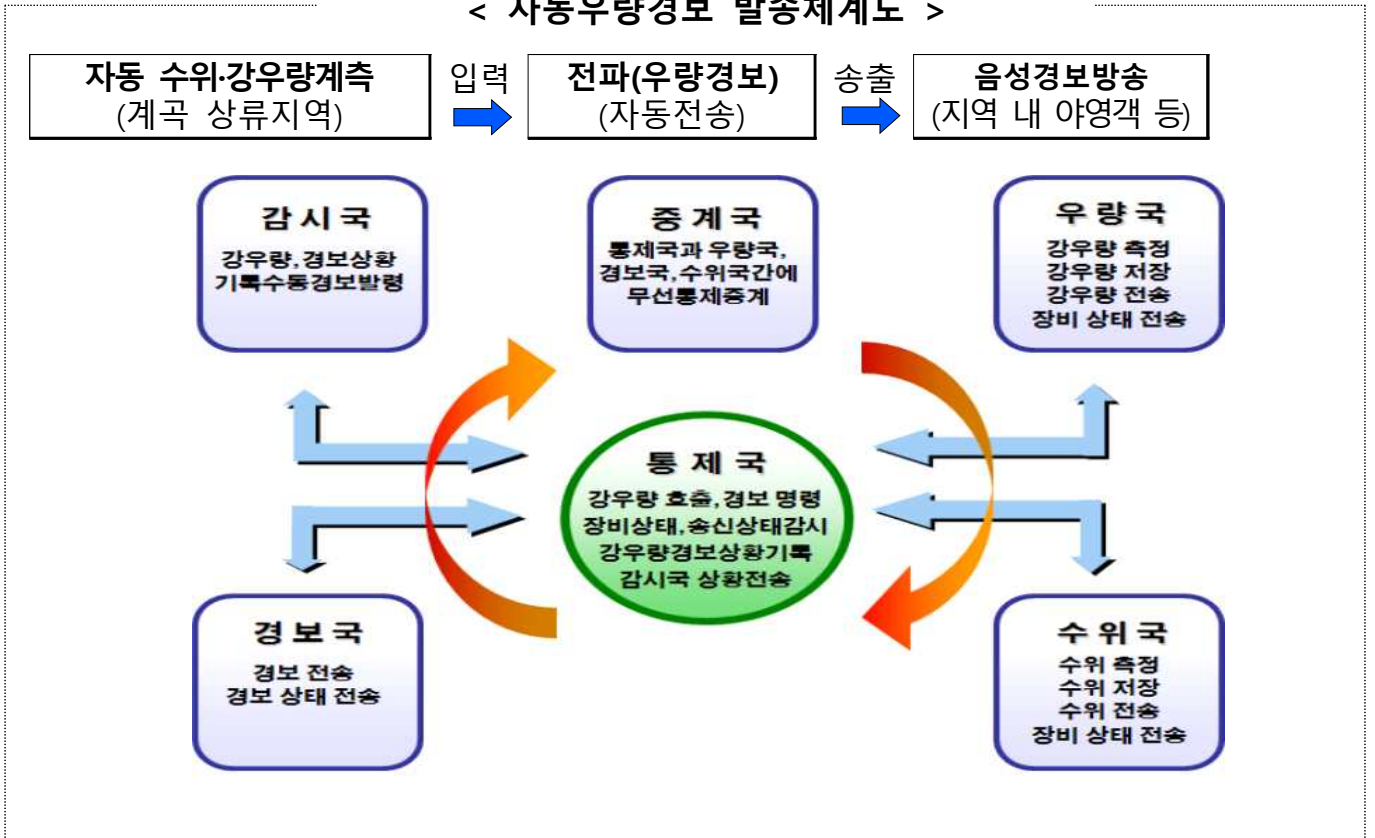 < 자동우량경보 발송체계도 >
자동 수위·강우량계측
(계곡 상류지역)
입력
전파(우량경보)
(자동전송)
송출
음성경보방송
(지역 내 야영객 등)
감시국
강우량,경보상황
기록수동경보발령
중계국
통제국과 우량국,
경보국,수위국간에
무선통제중계
우량국
강우량 측정
강우량 저장
강우량 전송
장비 상태 전송
통제국
강우량 호출,경보 명령
장비상태,송신상태감시
강우량경보상황기록
감시국 상황전송
경보국
경보 전송
경보 상태 전송
수위국
수위 측정
수위 저장
수위 전송
장비 상태 전송